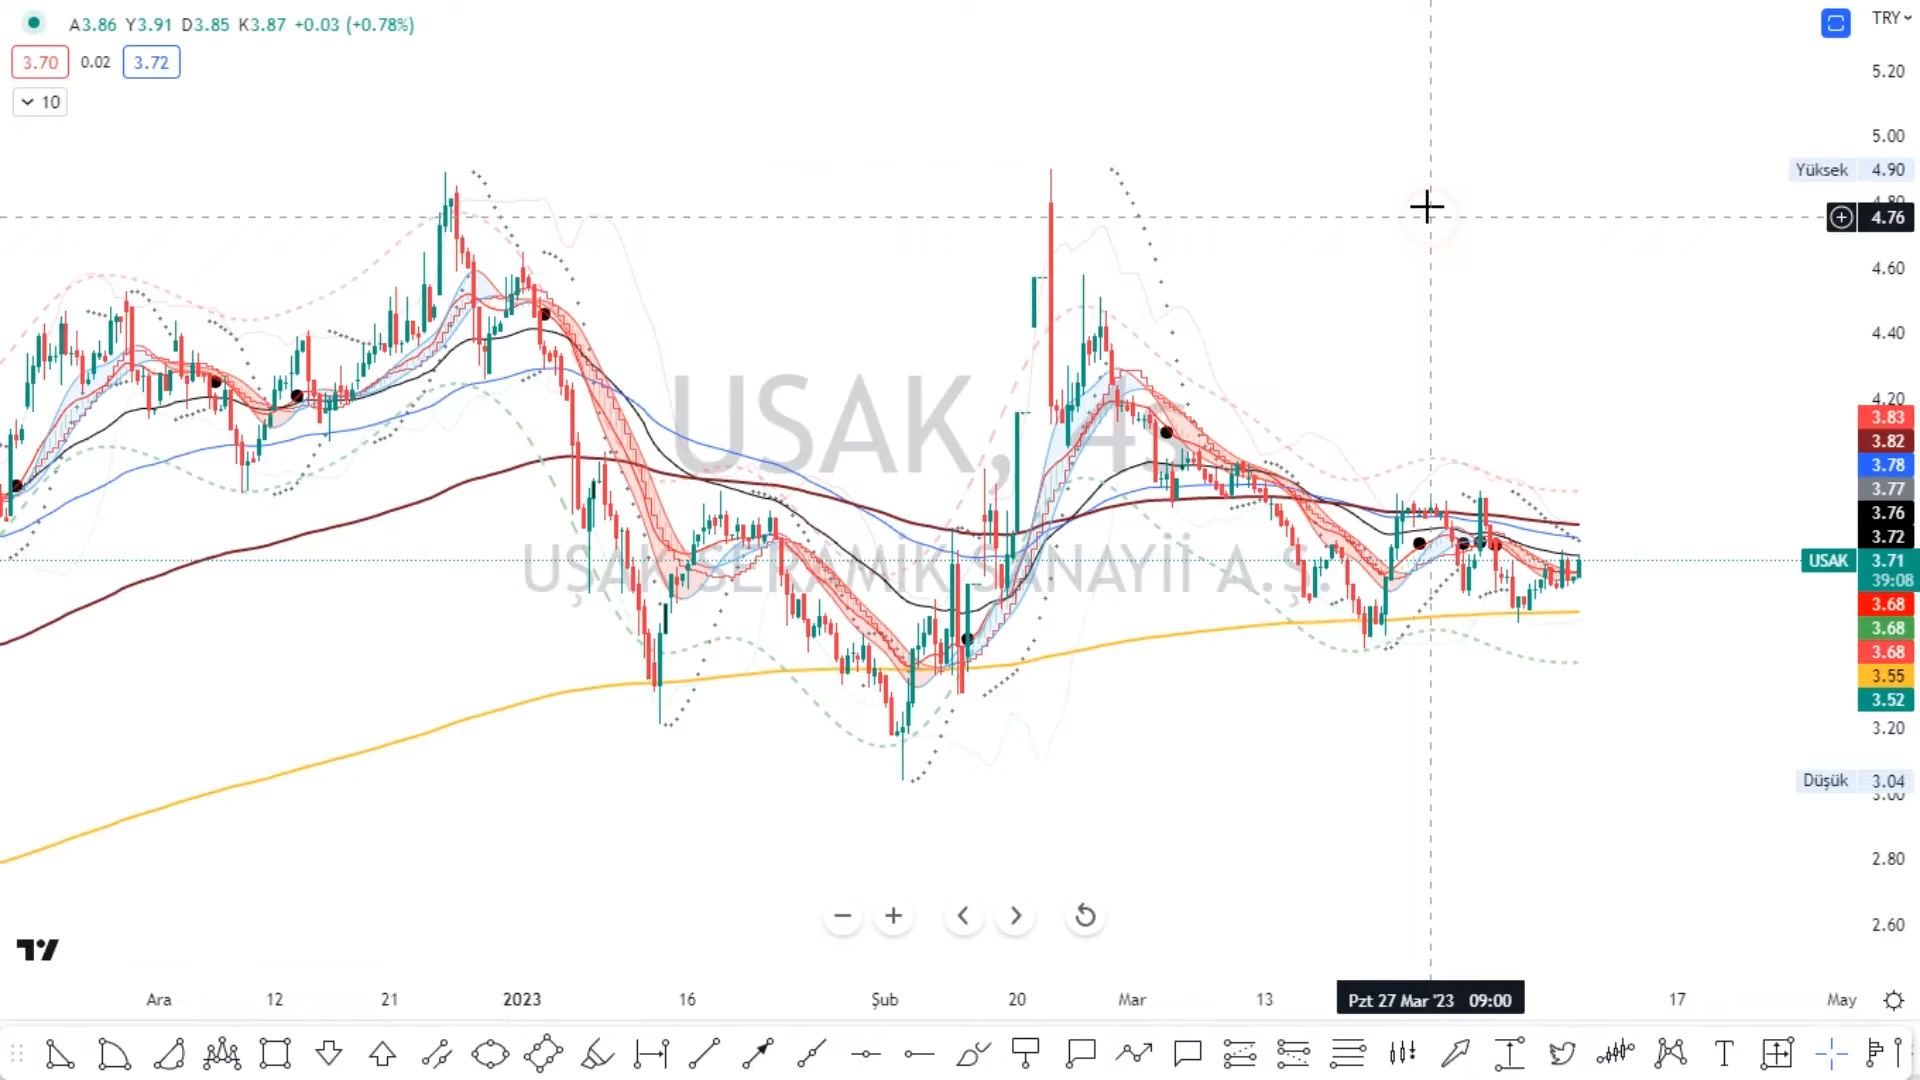 A3.86 Y3.91 D3.85 K3.87 +0.03 (+0.78%)
3.70 0.02 3.72
10
TRY
5.20
5.00
Yüksek 4.90
4.76
4.60
4.40
4.20
3.83
3.82
3.78
3.77
3.76
3.72
USAK 3.71
39:08
3.68
3.68
3.68
3.55
3.52
3.20
Düşük 3.04
3.00
2.80
2.60
USAK, 4s
UŞAK SERAMİK SANAYİİ A.Ş.
Ara 12 21 2023 16 Şub 20 Mar 13 Pzt 27 Mar '23 09:00 17 May